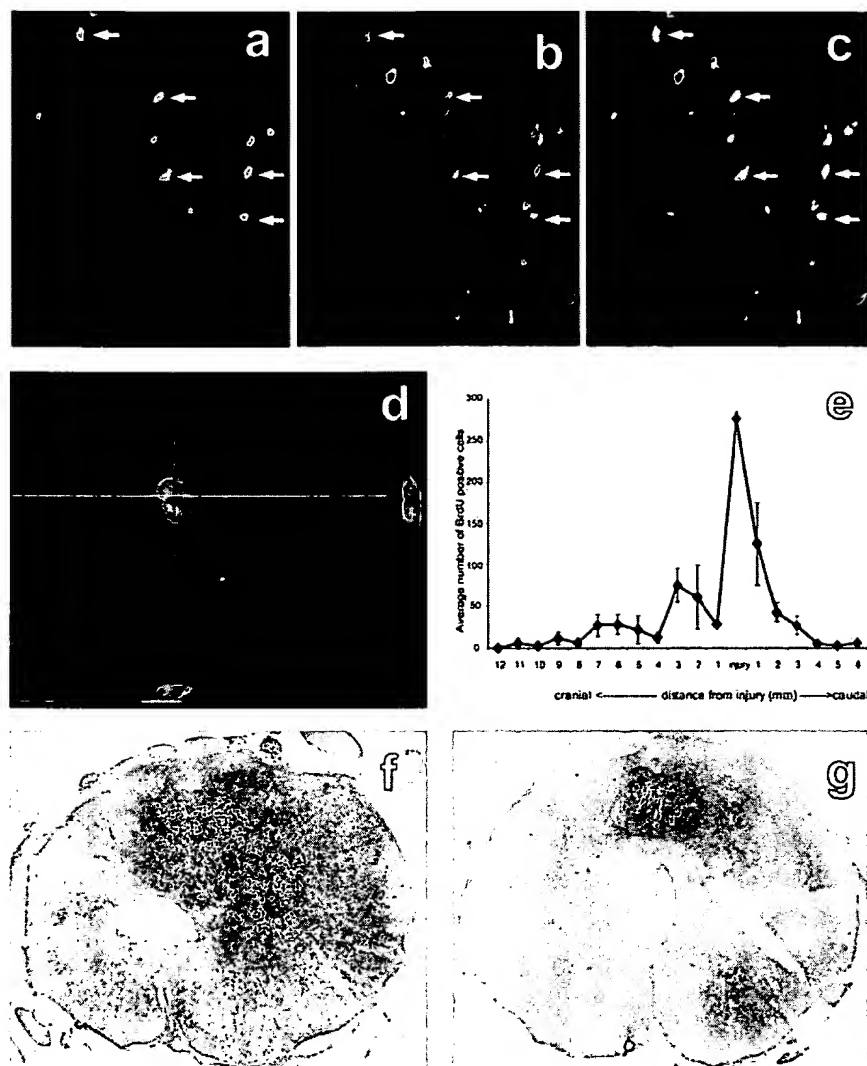 a
b
c
d
e
Average number of BrdU positive cells
300
250
200
150
100
50
0
12 11 10 9 8 7 6 5 4 3 2 1 injury 1 2 3 4 5 6
cranial <-------- distance from injury (mm) ----->caudal
f
g